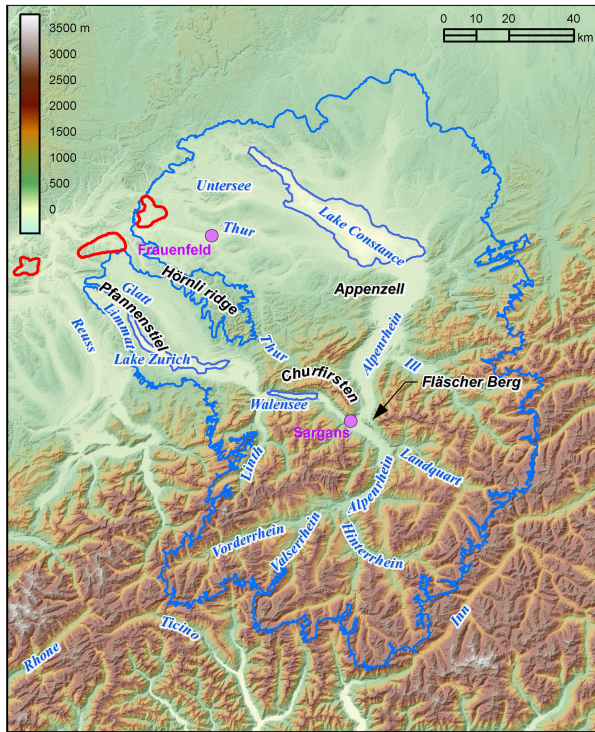 3500 m
3000
2500
2000
1500
1000
500
0
0
10
20
40
km
Untersee
Thur
Frauenfeld
Lake Constance
Hörnli ridge
Appenzell
Glatt
Pfannenstiel
Limmat
Reuss
Lake Zurich
Thur
Alpenrhein
Ill
Churfirsten
Fläscher Berg
Walensee
Sargans
Linth
Landquart
Alpenrhein
Vorderrhein
Valserrhein
Hinterrhein
Inn
Ticino
Rhone